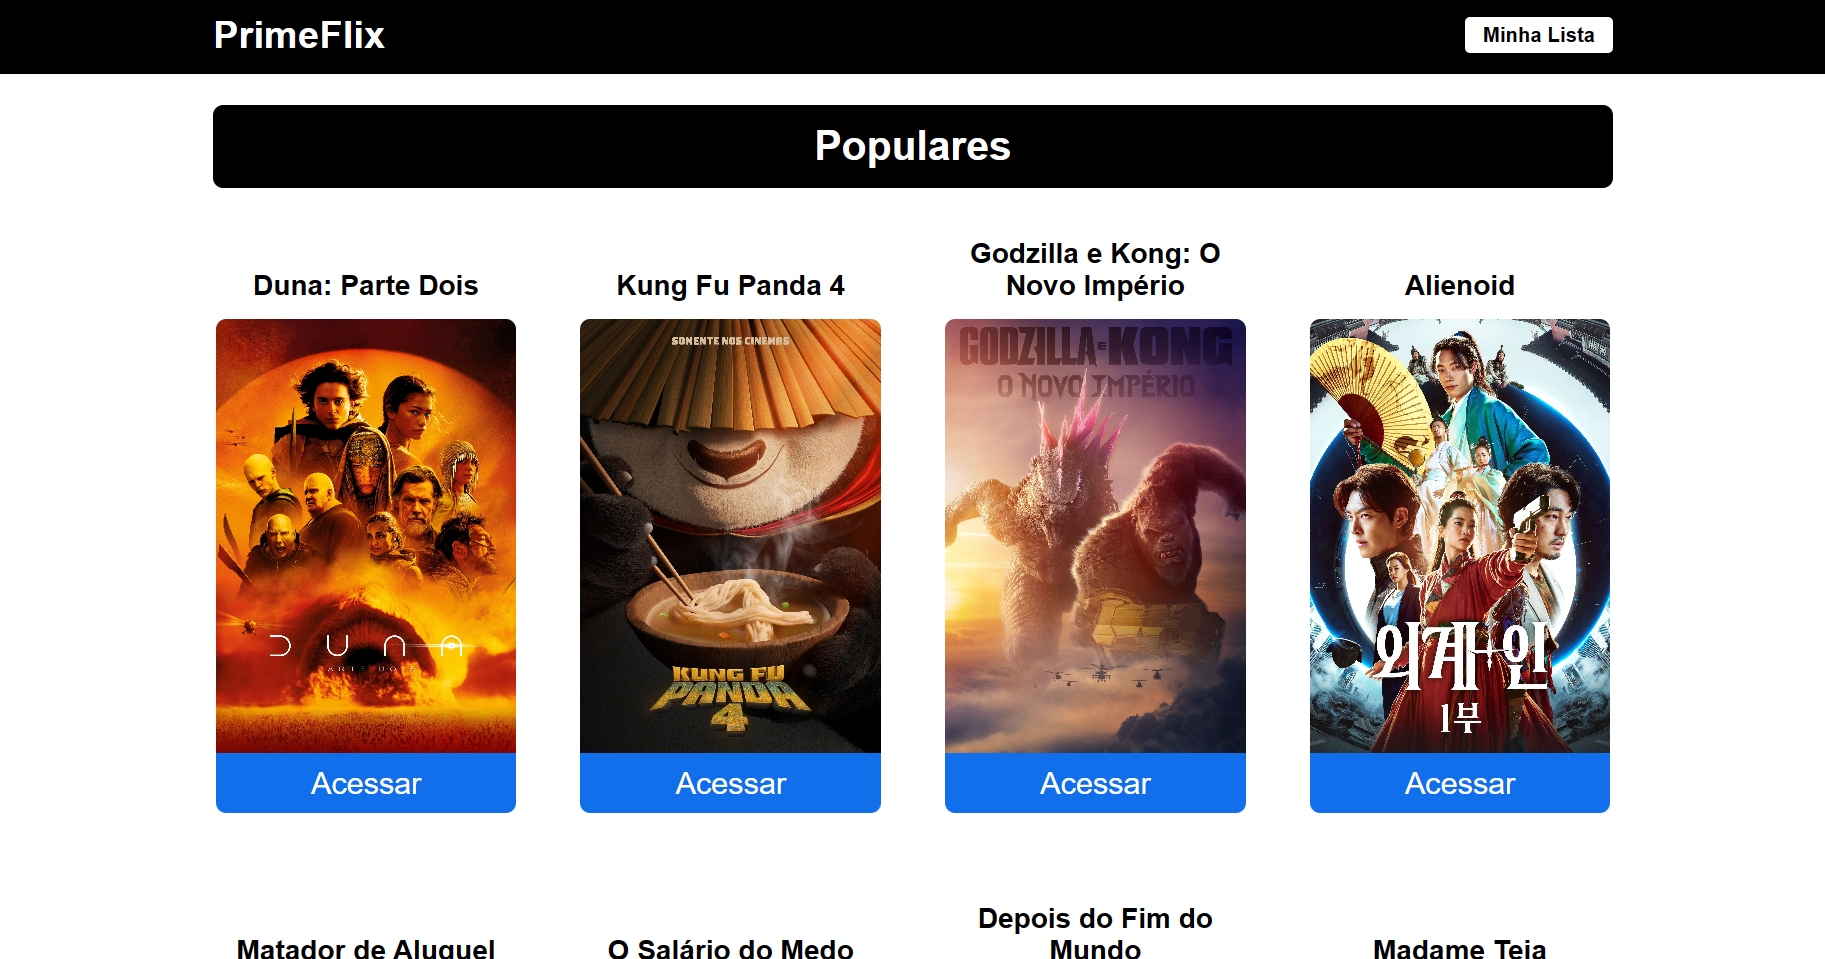 PrimeFlix
Minha Lista
Populares
Duna: Parte Dois
Kung Fu Panda 4
Godzilla e Kong: O
Novo Império
Alienoid
DUNA
PARTE DOIS
SOMENTE NOS CINEMAS
KUNG FU
PANDA
4
GODZILLA E KONG
O NOVO IMPÉRIO
외계+인
1부
Acessar
Acessar
Acessar
Acessar
Matador de Aluguel
O Salário do Medo
Depois do Fim do
Mundo
Madame Teia